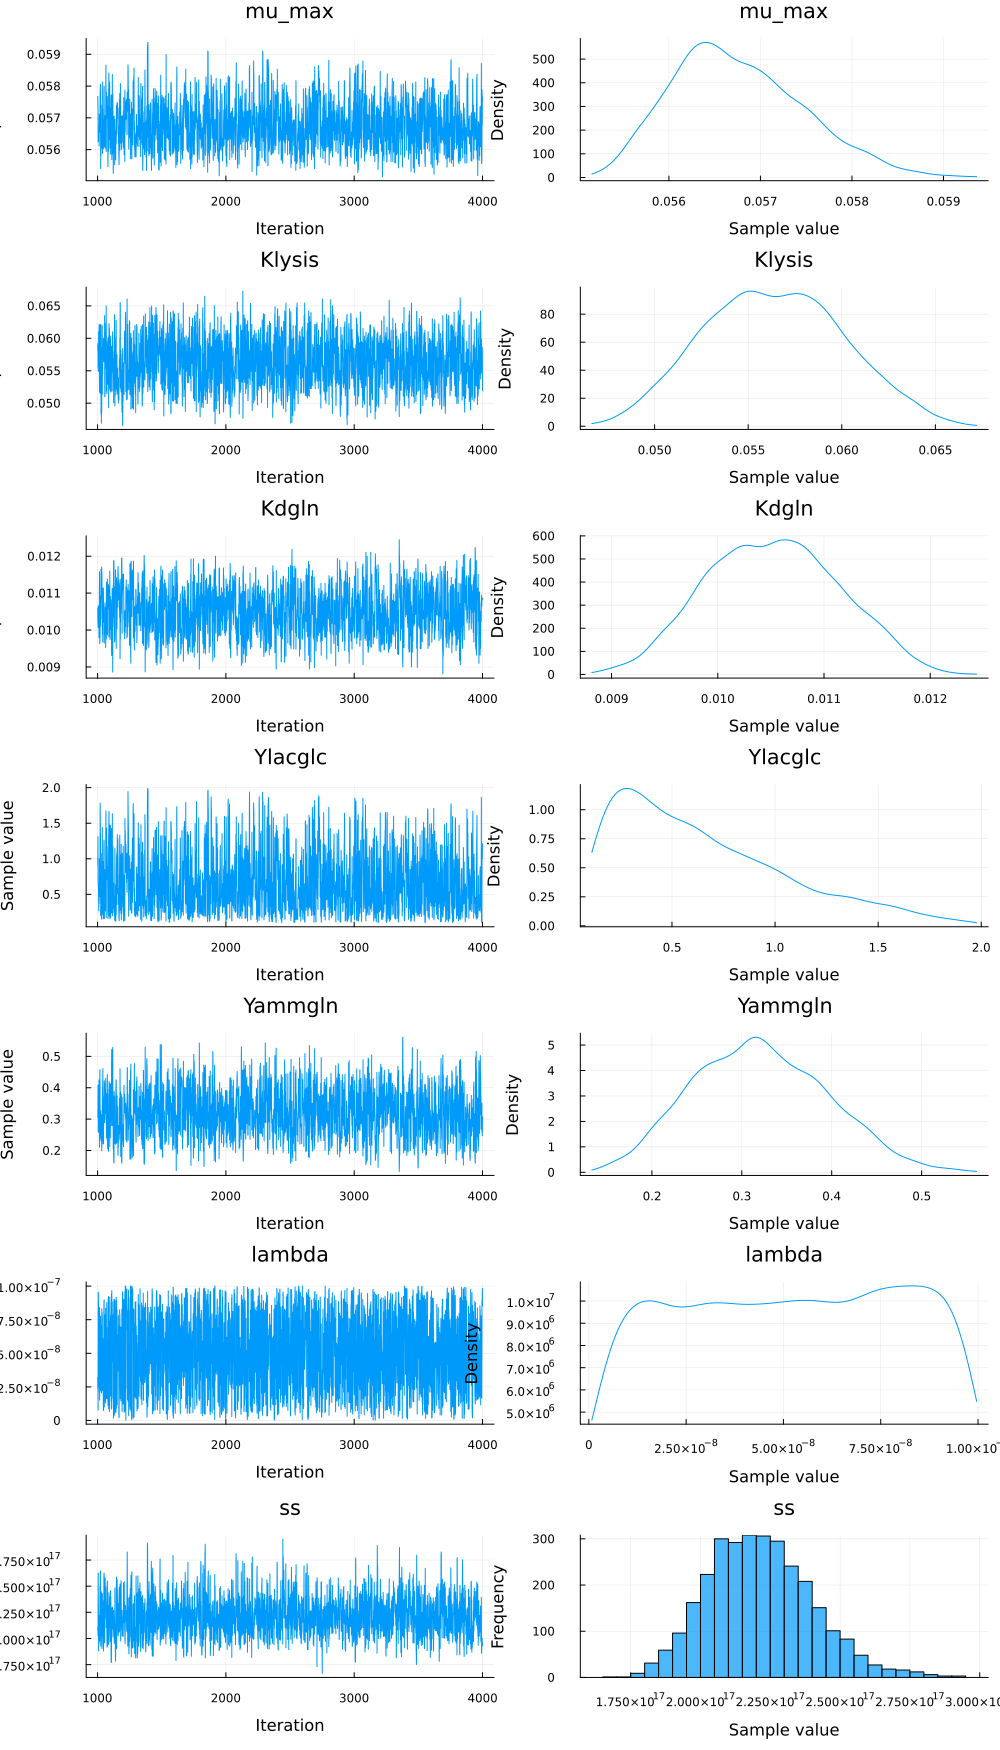 mu_max mu_max
0.059
0.058
0.057
0.056
1000 2000 3000 4000
Iteration
Density
500
400
300
200
100
0
0.056 0.057 0.058 0.059
Sample value
Klysis Klysis
0.065
0.060
0.055
0.050
1000 2000 3000 4000
Iteration
Density
80
60
40
20
0
0.050 0.055 0.060 0.065
Sample value
Kdgln Kdgln
0.012
0.011
0.010
0.009
1000 2000 3000 4000
Iteration
Density
600
500
400
300
200
100
0
0.009 0.010 0.011 0.012
Sample value
Ylacglc Ylacglc
Sample value
2.0
1.5
1.0
0.5
1000 2000 3000 4000
Iteration
Density
1.00
0.75
0.50
0.25
0.00
0.5 1.0 1.5 2.0
Sample value
Yammgln Yammgln
Sample value
0.5
0.4
0.3
0.2
1000 2000 3000 4000
Iteration
Density
5
4
3
2
1
0
0.2 0.3 0.4 0.5
Sample value
lambda lambda
1.00×10⁻⁷
7.50×10⁻⁸
5.00×10⁻⁸
2.50×10⁻⁸
0
1000 2000 3000 4000
Iteration
Density
1.0×10⁷
9.0×10⁶
8.0×10⁶
7.0×10⁶
6.0×10⁶
5.0×10⁶
0 2.50×10⁻⁸ 5.00×10⁻⁸ 7.50×10⁻⁸ 1.00×10⁻
Sample value
ss ss
.750×10¹⁷
.500×10¹⁷
.250×10¹⁷
.000×10¹⁷
.750×10¹⁷
1000 2000 3000 4000
Iteration
Frequency
300
200
100
0
1.750×10¹⁷ 2.000×10¹⁷ 2.250×10¹⁷ 2.500×10¹⁷ 2.750×10¹⁷ 3.000×1
Sample value